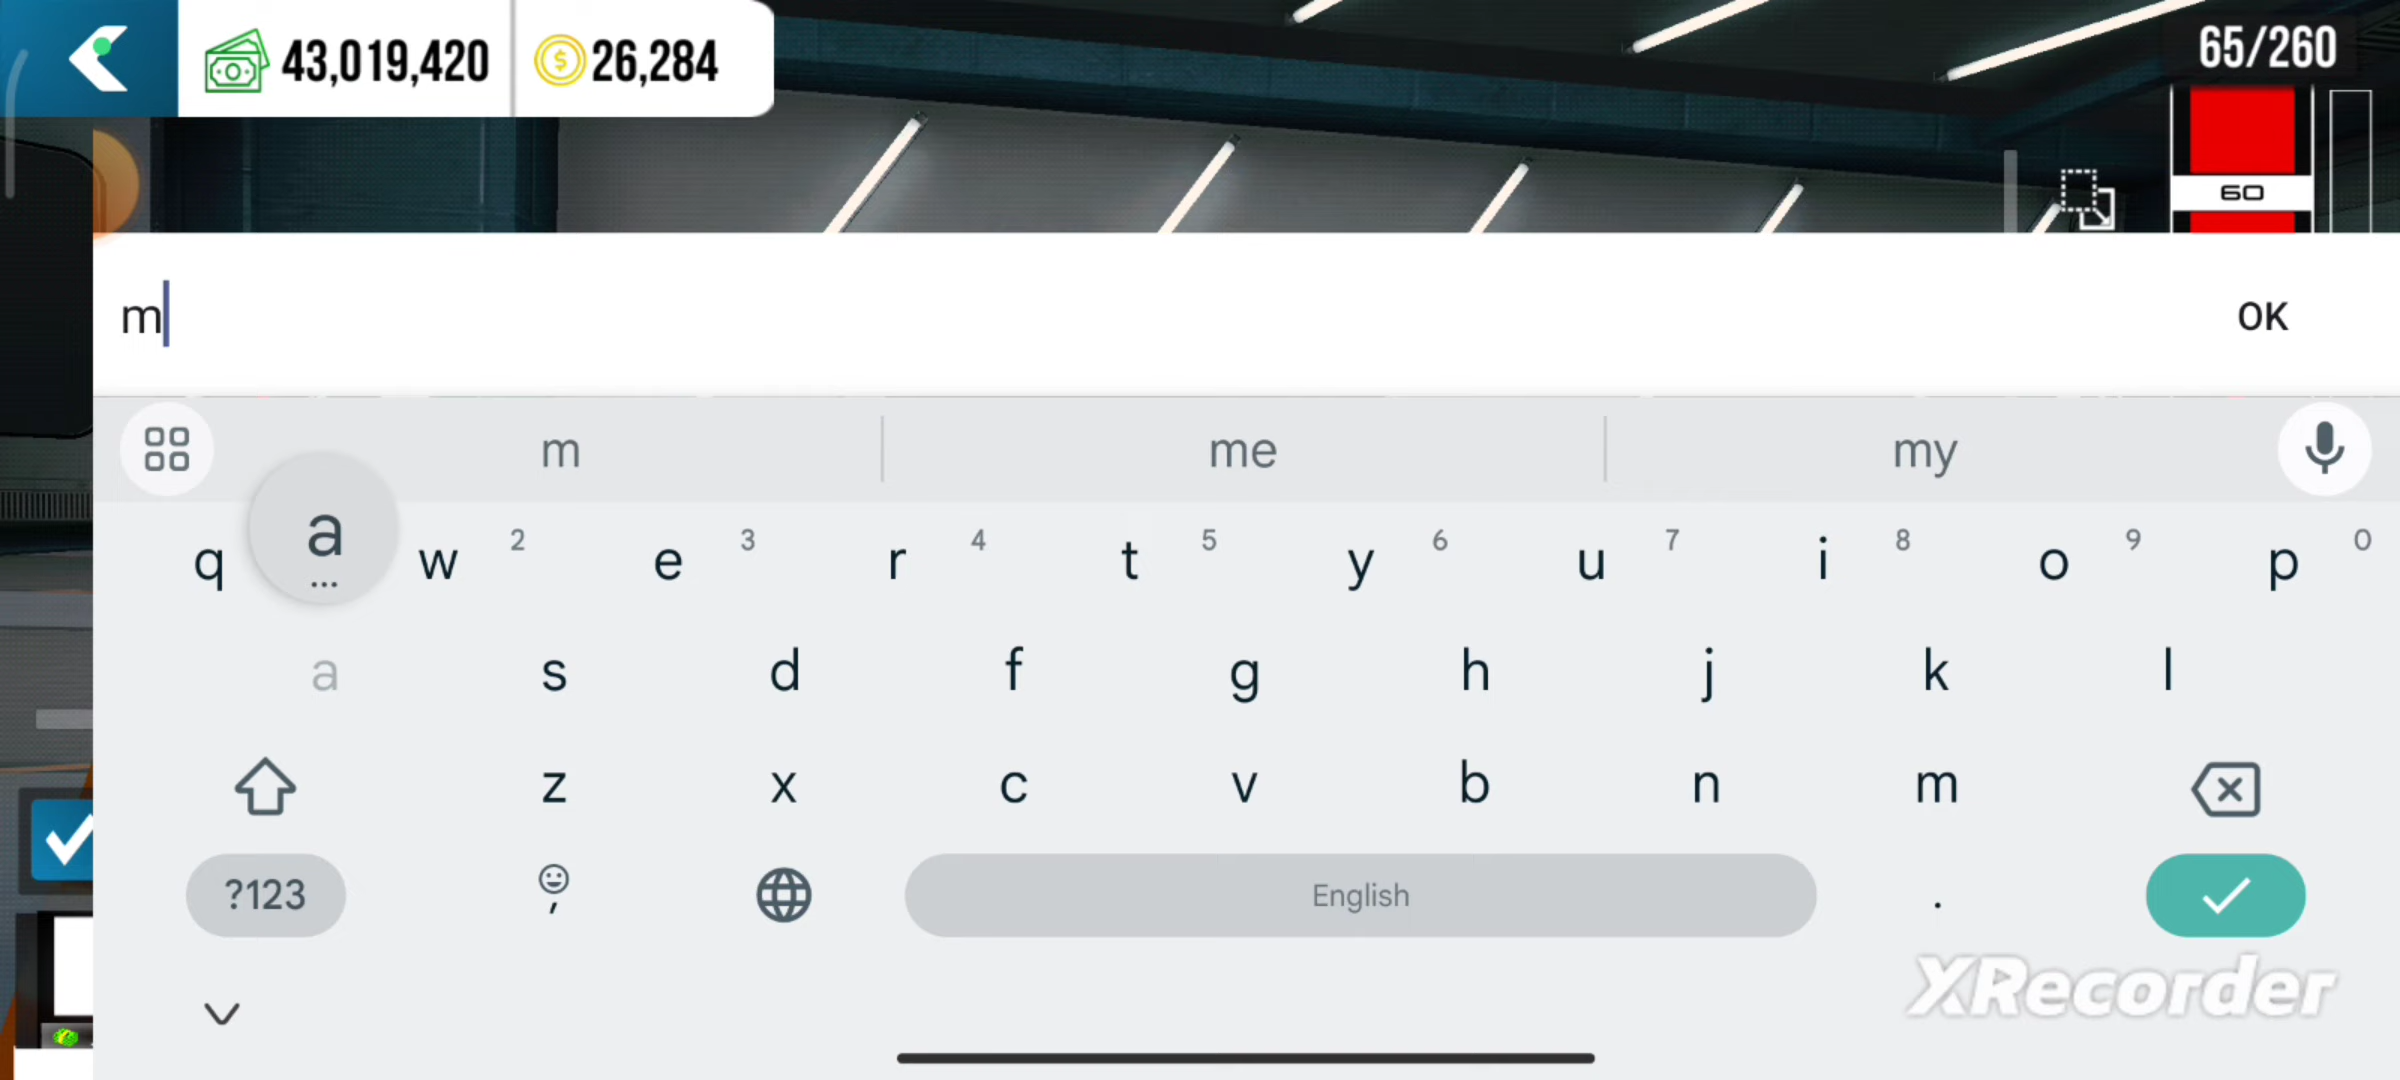 43,019,420 26,284 65/260
60
m OK
m me my
a
q w 2 e 3 r 4 t 5 y 6 u 7 i 8 o 9 p 0
a s d f g h j k l
z x c v b n m
?123 , English .
XRecorder